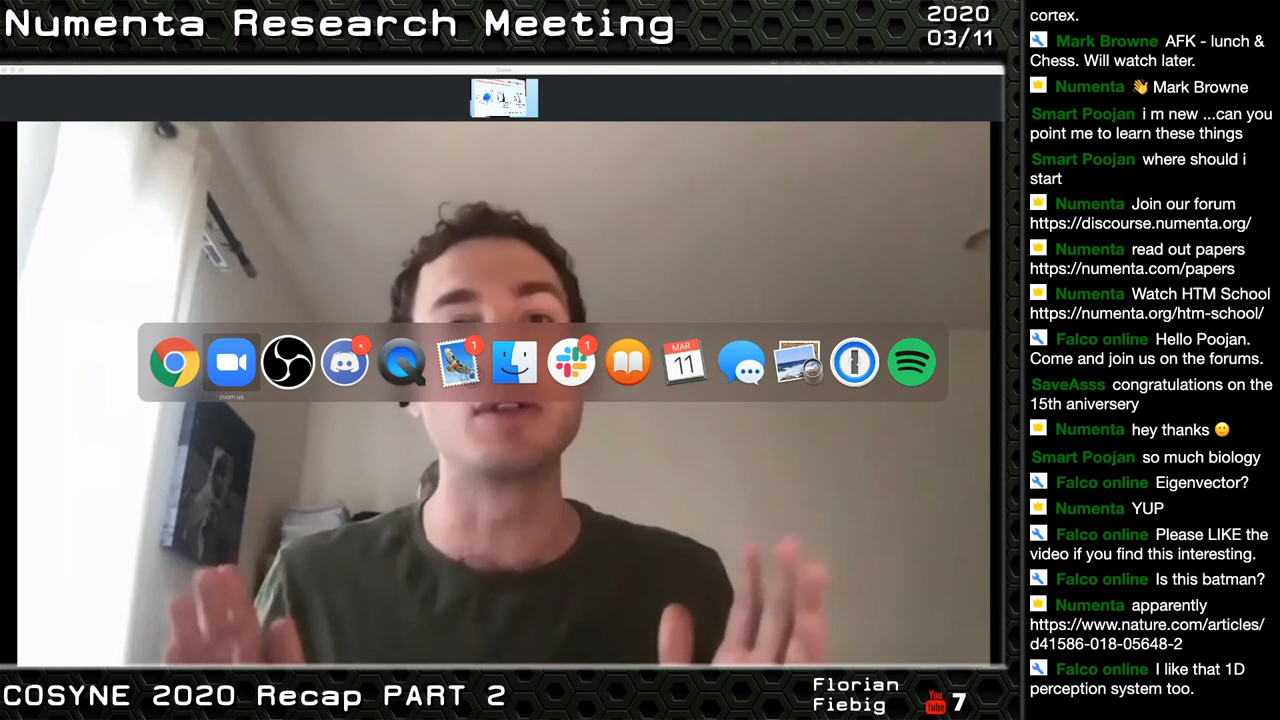 Numenta Research Meeting
2020
03/11
Zoom
1
1
MAR
11
zoom.us
COSYNE 2020 Recap PART 2
Florian
Fiebig
You
Tube
7
cortex.
Mark Browne AFK - lunch &
Chess. Will watch later.
Numenta 👋 Mark Browne
Smart Poojan i m new ...can you
point me to learn these things
Smart Poojan where should i
start
Numenta Join our forum
https://discourse.numenta.org/
Numenta read out papers
https://numenta.com/papers
Numenta Watch HTM School
https://numenta.org/htm-school/
Falco online Hello Poojan.
Come and join us on the forums.
SaveAsss congratulations on the
15th aniversery
Numenta hey thanks 🙂
Smart Poojan so much biology
Falco online Eigenvector?
Numenta YUP
Falco online Please LIKE the
video if you find this interesting.
Falco online Is this batman?
Numenta apparently
https://www.nature.com/articles/
d41586-018-05648-2
Falco online I like that 1D
perception system too.